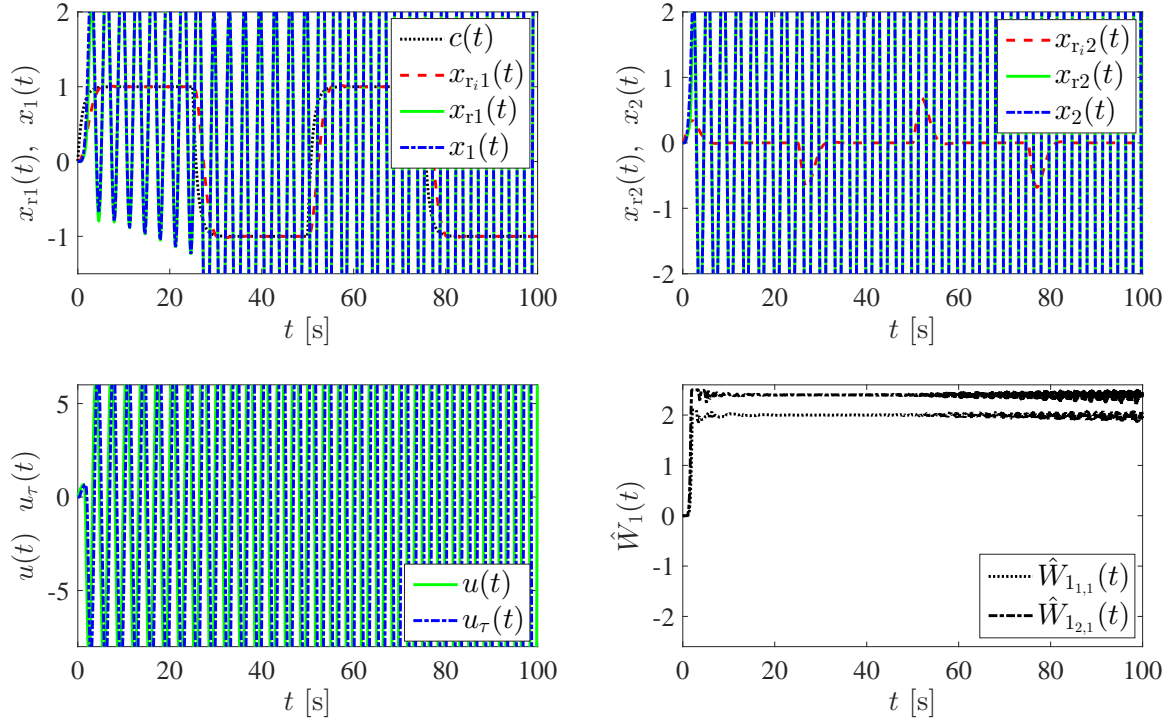 2
1
0
-1
0 20 40 60 80 100
t [s]
x_{r1}(t), x_1(t)
c(t)
x_{r_i1}(t)
x_{r1}(t)
x_1(t)
2
1
0
-1
-2
0 20 40 60 80 100
t [s]
x_{r2}(t), x_2(t)
x_{r_i2}(t)
x_{r2}(t)
x_2(t)
5
0
-5
0 20 40 60 80 100
t [s]
u(t) u_τ(t)
u(t)
u_τ(t)
2
1
0
-1
-2
0 20 40 60 80 100
t [s]
Ŵ_1(t)
Ŵ_{1_{1,1}}(t)
Ŵ_{1_{2,1}}(t)